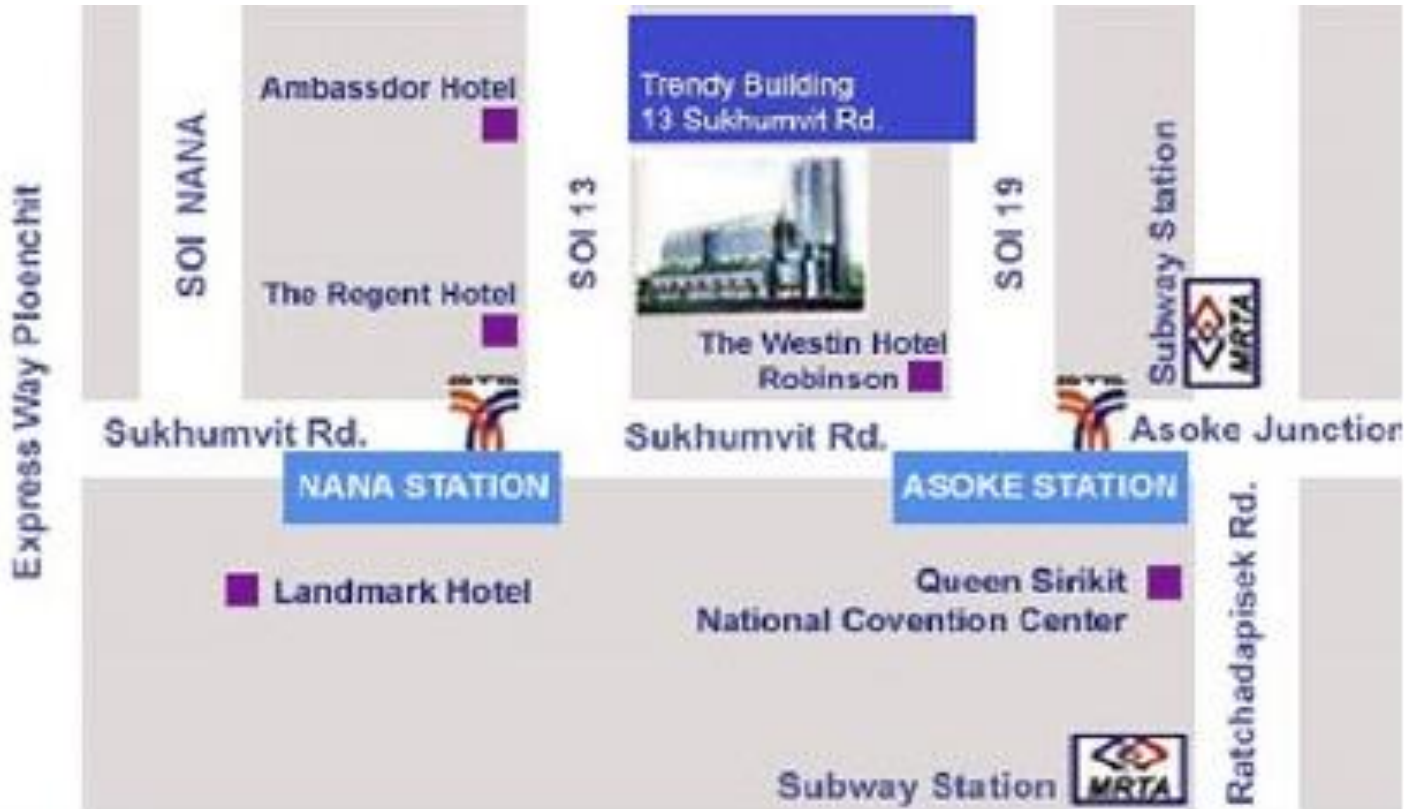 Ambassdor Hotel
Trendy Building
13 Sukhumvit Rd.
Express Way Ploenchit
SOI NANA
SOI 13
SOI 19
Subway Station
MRTA
The Regent Hotel
The Westin Hotel
Robinson
Sukhumvit Rd.
Sukhumvit Rd.
Asoke Junction
NANA STATION
ASOKE STATION
Landmark Hotel
Queen Sirikit
National Covention Center
Ratchadapisek Rd.
Subway Station
MRTA